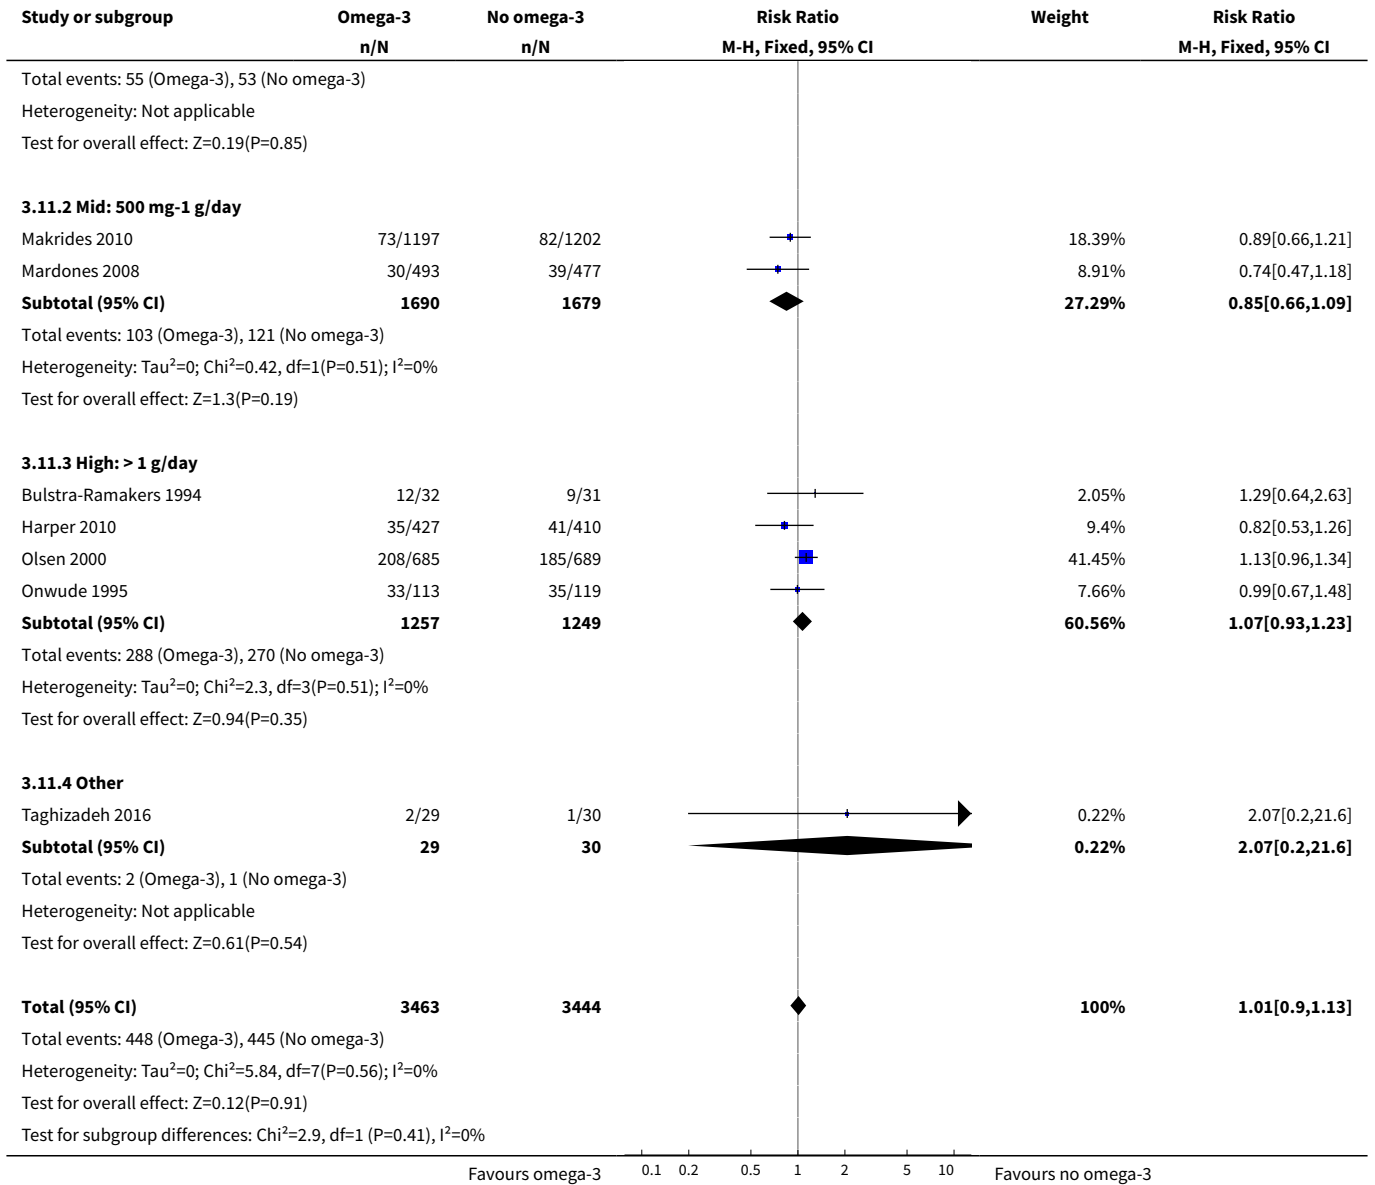 Study or subgroup Omega-3 No omega-3 Risk Ratio Weight Risk Ratio
n/N n/N M-H, Fixed, 95% CI M-H, Fixed, 95% CI
Total events: 55 (Omega-3), 53 (No omega-3)
Heterogeneity: Not applicable
Test for overall effect: Z=0.19(P=0.85)
3.11.2 Mid: 500 mg-1 g/day
Makrides 2010 73/1197 82/1202 18.39% 0.89[0.66,1.21]
Mardones 2008 30/493 39/477 8.91% 0.74[0.47,1.18]
Subtotal (95% CI) 1690 1679 27.29% 0.85[0.66,1.09]
Total events: 103 (Omega-3), 121 (No omega-3)
Heterogeneity: Tau²=0; Chi²=0.42, df=1(P=0.51); I²=0%
Test for overall effect: Z=1.3(P=0.19)
3.11.3 High: > 1 g/day
Bulstra-Ramakers 1994 12/32 9/31 2.05% 1.29[0.64,2.63]
Harper 2010 35/427 41/410 9.4% 0.82[0.53,1.26]
Olsen 2000 208/685 185/689 41.45% 1.13[0.96,1.34]
Onwude 1995 33/113 35/119 7.66% 0.99[0.67,1.48]
Subtotal (95% CI) 1257 1249 60.56% 1.07[0.93,1.23]
Total events: 288 (Omega-3), 270 (No omega-3)
Heterogeneity: Tau²=0; Chi²=2.3, df=3(P=0.51); I²=0%
Test for overall effect: Z=0.94(P=0.35)
3.11.4 Other
Taghizadeh 2016 2/29 1/30 0.22% 2.07[0.2,21.6]
Subtotal (95% CI) 29 30 0.22% 2.07[0.2,21.6]
Total events: 2 (Omega-3), 1 (No omega-3)
Heterogeneity: Not applicable
Test for overall effect: Z=0.61(P=0.54)
Total (95% CI) 3463 3444 100% 1.01[0.9,1.13]
Total events: 448 (Omega-3), 445 (No omega-3)
Heterogeneity: Tau²=0; Chi²=5.84, df=7(P=0.56); I²=0%
Test for overall effect: Z=0.12(P=0.91)
Test for subgroup differences: Chi²=2.9, df=1 (P=0.41), I²=0%
Favours omega-3 0.1 0.2 0.5 1 2 5 10 Favours no omega-3